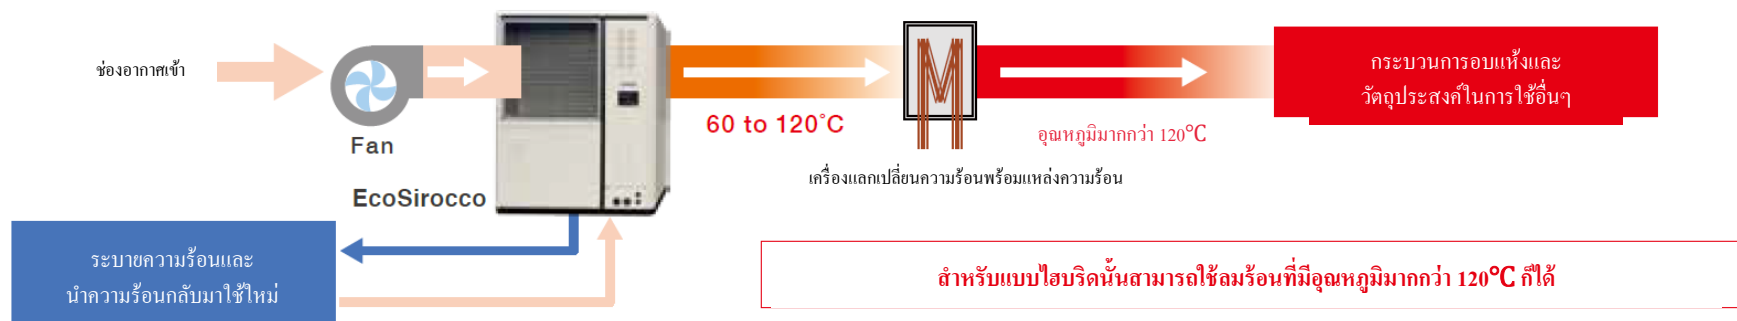 ช่องอากาศเข้า
Fan
EcoSirocco
60 to 120°C
เครื่องแลกเปลี่ยนความร้อนพร้อมแหล่งความร้อน
อุณหภูมิมากกว่า 120℃
กระบวนการอบแห้งและ
วัตถุประสงค์ในการใช้อื่นๆ
ระบายความร้อนและ
นำความร้อนกลับมาใช้ใหม่
สำหรับแบบไฮบริดนั้นสามารถใช้ลมร้อนที่มีอุณหภูมิมากกว่า 120℃ ก็ได้